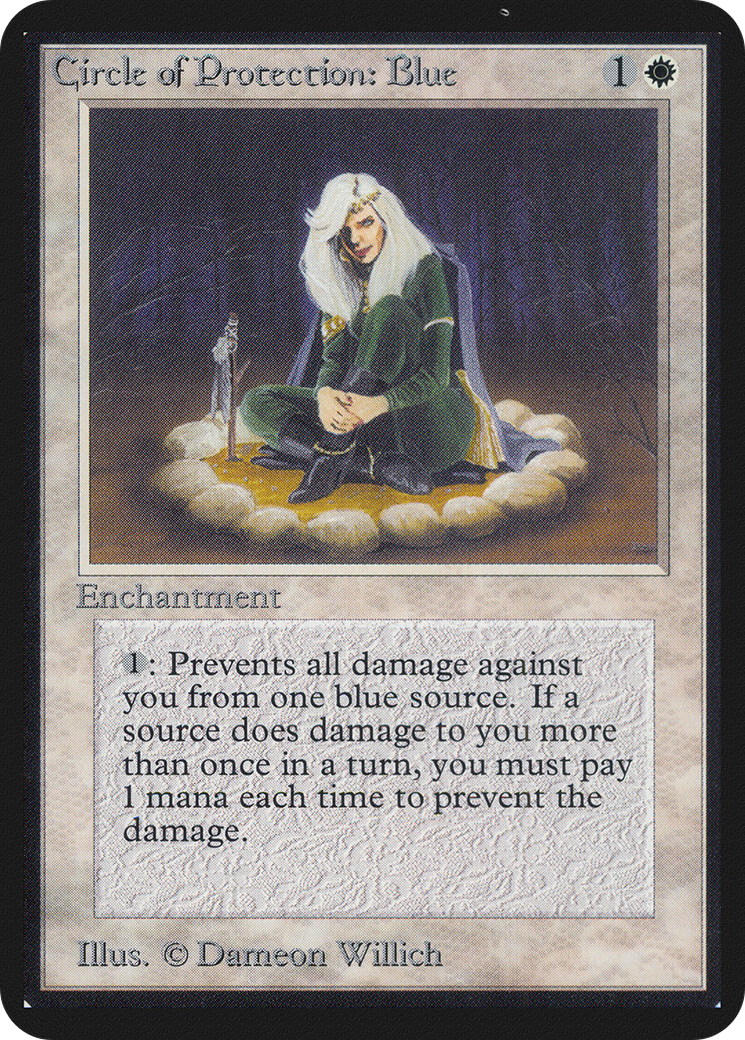 Circle of Protection: Blue 1
Enchantment
1: Prevents all damage against
you from one blue source. If a
source does damage to you more
than once in a turn, you must pay
1 mana each time to prevent the
damage.
Illus. © Dameon Willich